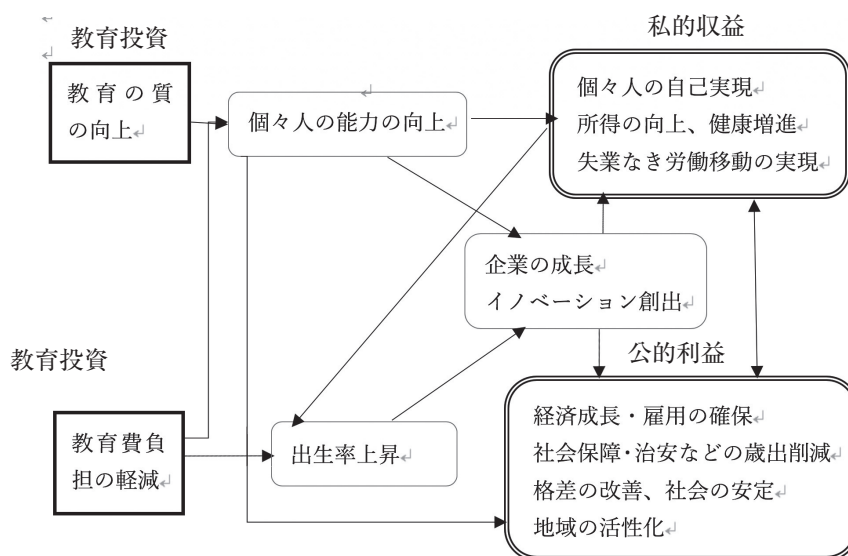 教育投資
教育の質
の向上↲
個々人の能力の向上↲
私的収益
個々人の自己実現↲
所得の向上、健康増進↲
失業なき労働移動の実現↲
企業の成長↲
イノベーション創出↲
教育投資
教育費負
担の軽減↲
出生率上昇↲
公的利益
経済成長・雇用の確保↲
社会保障・治安などの歳出削減↲
格差の改善、社会の安定↲
地域の活性化↲